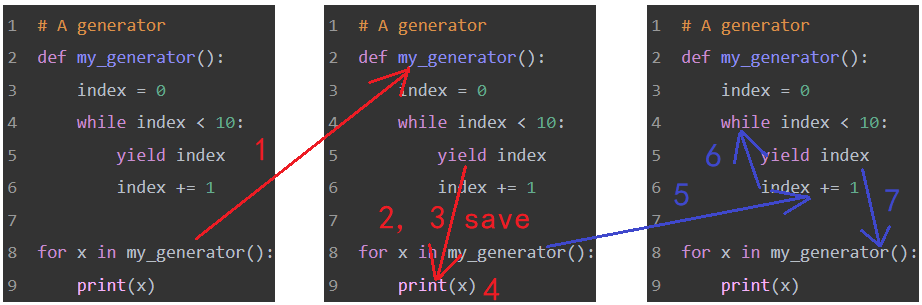 1 # A generator
2 def my_generator():
3 index = 0
4 while index < 10:
5 yield index
6 index += 1
7
8 for x in my_generator():
9 print(x)
1
1 # A generator
2 def my_generator():
3 index = 0
4 while index < 10:
5 yield index
6 index += 1
7
2, 3 save
8 for x in my_generator():
9 print(x)
4
5
1 # A generator
2 def my_generator():
3 index = 0
4 while index < 10:
5 yield index
6 index += 1
7
8 for x in my_generator():
9 print(x)
6
7